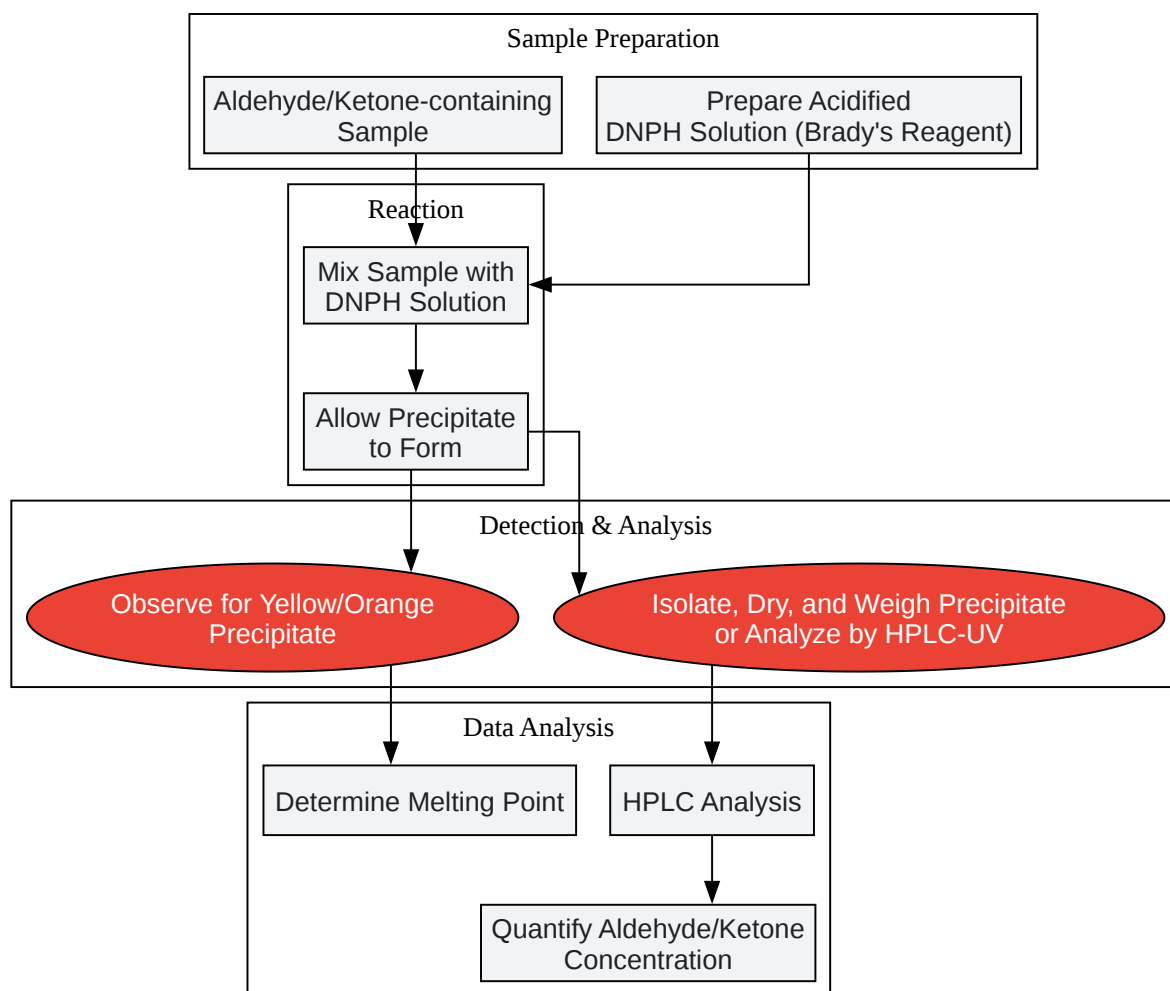 Sample Preparation
Aldehyde/Ketone-containing
Sample
Prepare Acidified
DNPH Solution (Brady's Reagent)
Reaction
Mix Sample with
DNPH Solution
Allow Precipitate
to Form
Detection & Analysis
Observe for Yellow/Orange
Precipitate
Isolate, Dry, and Weigh Precipitate
or Analyze by HPLC-UV
Data Analysis
Determine Melting Point
HPLC Analysis
Quantify Aldehyde/Ketone
Concentration